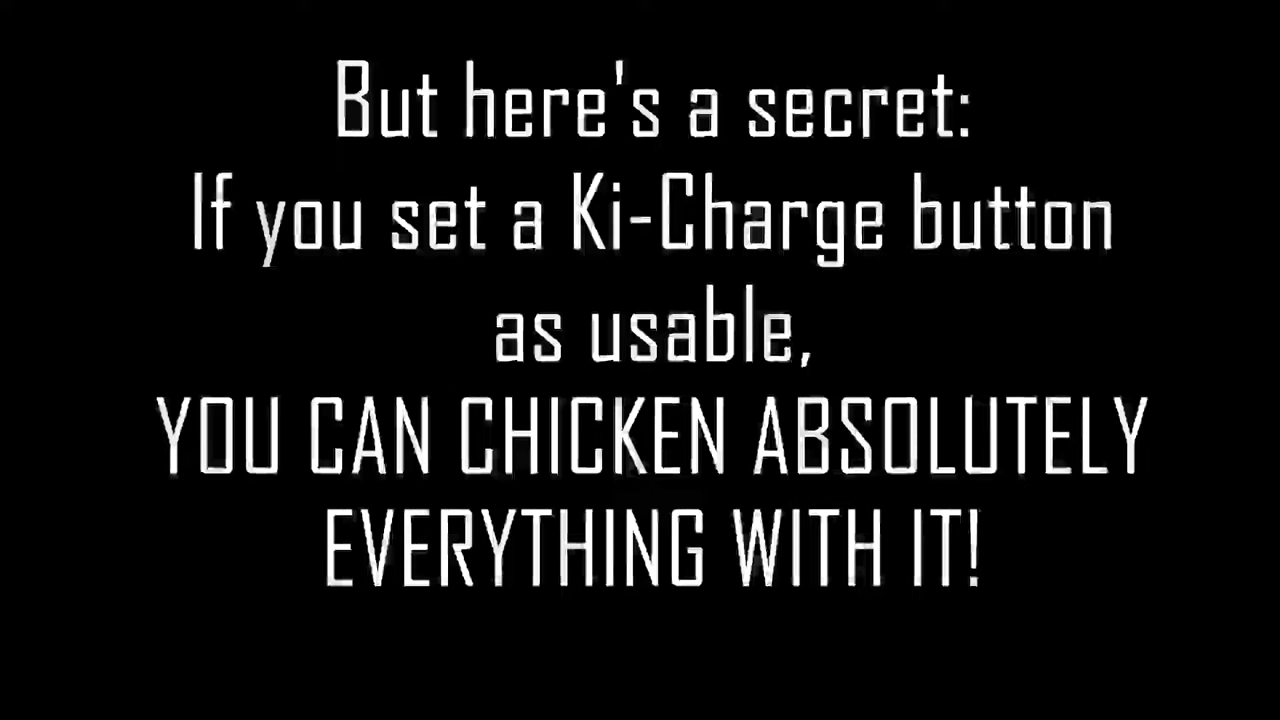 But here's a secret:
If you set a Ki-Charge button
as usable,
YOU CAN CHICKEN ABSOLUTELY
EVERYTHING WITH IT!